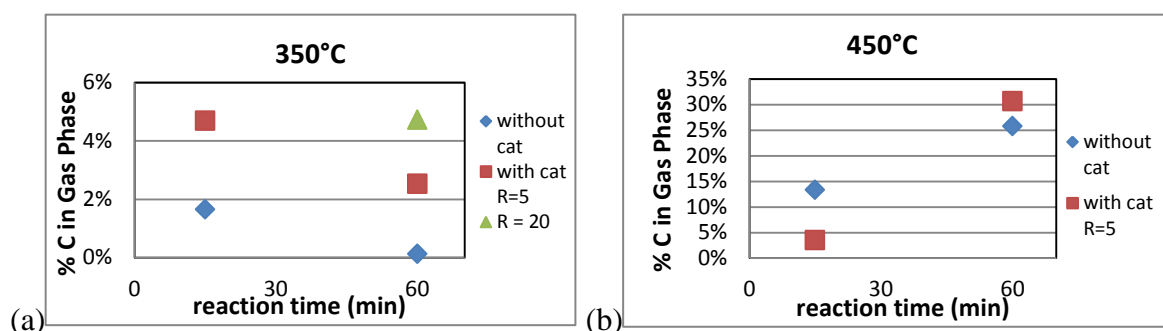 350°C
% C in Gas Phase
6%
4%
2%
0%
0
30
60
reaction time (min)
without
cat
with cat
R=5
R = 20
(a)
450°C
% C in Gas Phase
35%
30%
25%
20%
15%
10%
5%
0%
0
30
60
reaction time (min)
without
cat
with cat
R=5
(b)